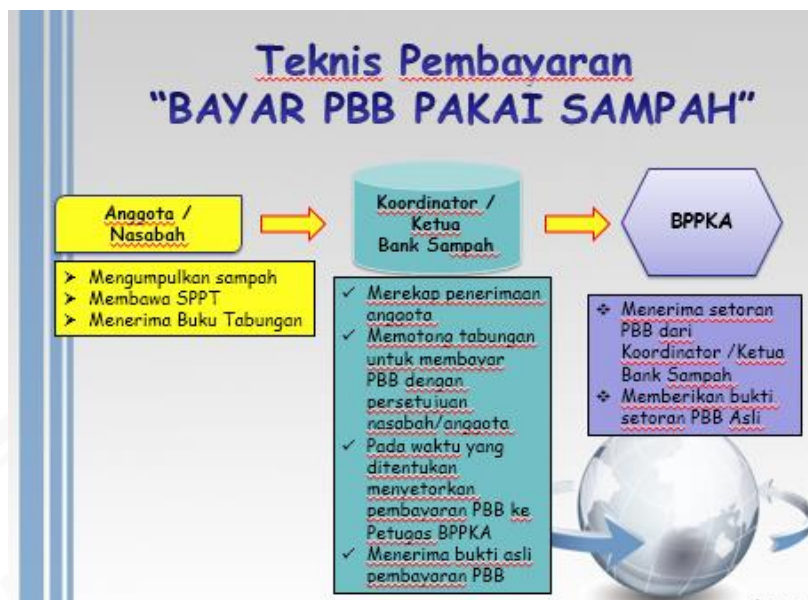 Teknis Pembayaran
“BAYAR PBB PAKAI SAMPAH”
Anggota /
Nasabah
Koordinator /
Ketua
Bank Sampah
BPPKA
➤ Mengumpulkan sampah
➤ Membawa SPPT
➤ Menerima Buku Tabungan
✓ Merekap penerimaan
anggota
✓ Memotong tabungan
untuk membayar
PBB dengan
persetujuan
nasabah/anggota
✓ Pada waktu yang
ditentukan
menyetorkan
pembayaran PBB ke
Petugas BPPKA
✓ Menerima bukti asli
pembayaran PBB
❖ Menerima setoran
PBB dari
Koordinator /Ketua
Bank Sampah
❖ Memberikan bukti
setoran PBB Asli